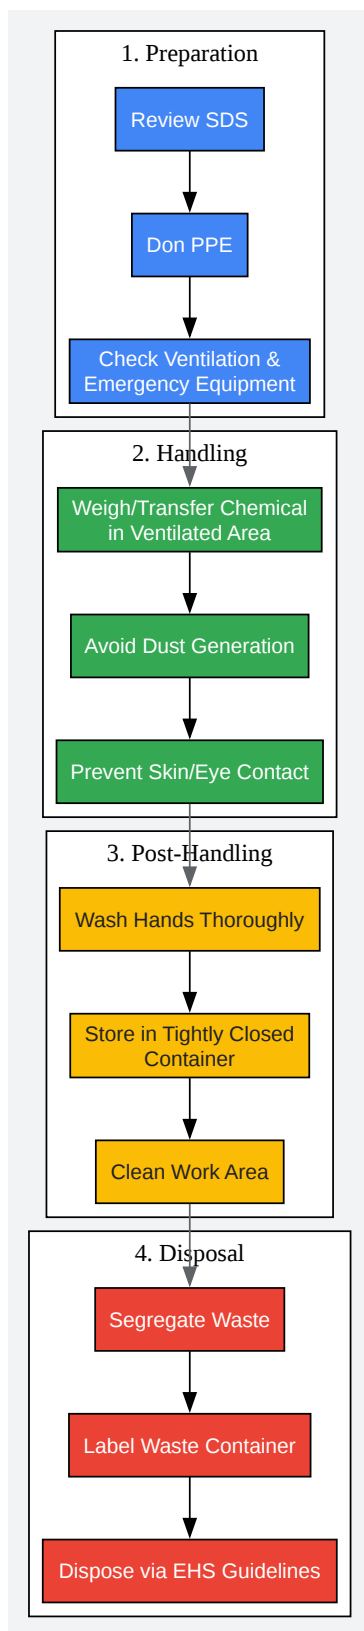 1. Preparation
Review SDS
Don PPE
Check Ventilation &
Emergency Equipment
2. Handling
Weigh/Transfer Chemical
in Ventilated Area
Avoid Dust Generation
Prevent Skin/Eye Contact
3. Post-Handling
Wash Hands Thoroughly
Store in Tightly Closed
Container
Clean Work Area
4. Disposal
Segregate Waste
Label Waste Container
Dispose via EHS Guidelines